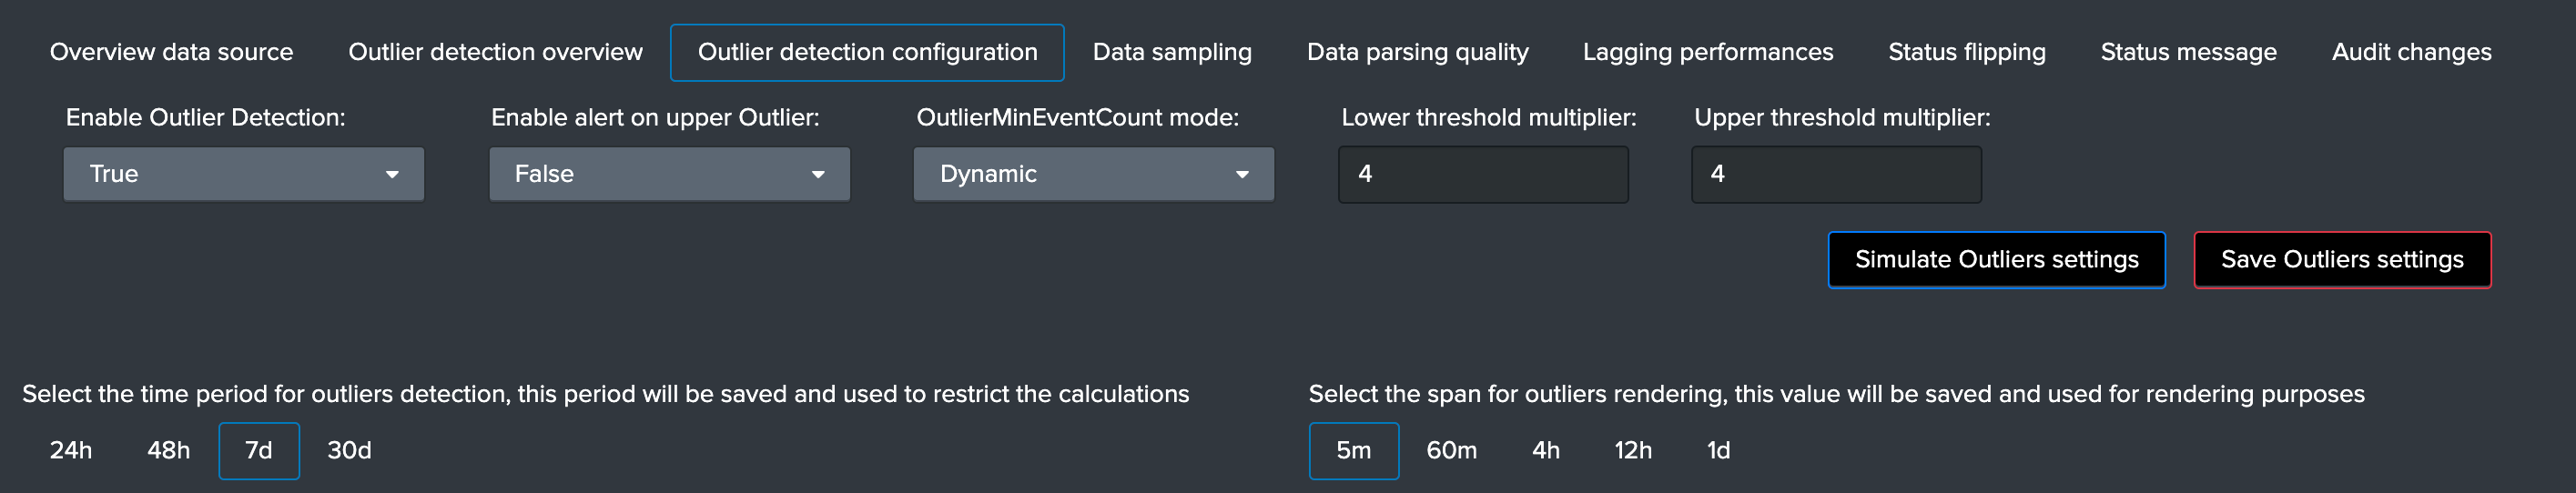 Overview data source Outlier detection overview Outlier detection configuration Data sampling Data parsing quality Lagging performances Status flipping Status message Audit changes
Enable Outlier Detection: Enable alert on upper Outlier: OutlierMinEventCount mode: Lower threshold multiplier: Upper threshold multiplier:
True False Dynamic 4 4
Simulate Outliers settings Save Outliers settings
Select the time period for outliers detection, this period will be saved and used to restrict the calculations Select the span for outliers rendering, this value will be saved and used for rendering purposes
24h 48h 7d 30d 5m 60m 4h 12h 1d